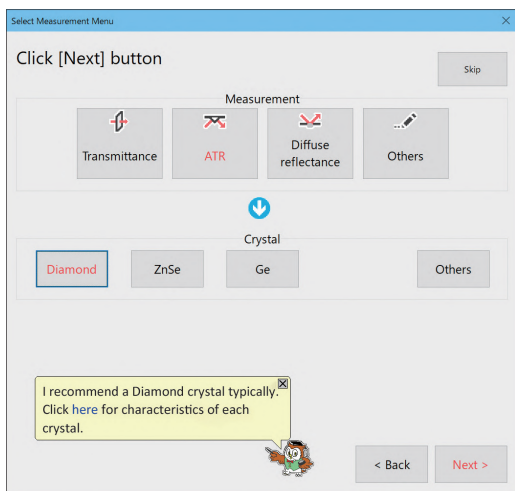 Select Measurement Menu
Click [Next] button
Skip
Measurement
Transmittance
ATR
Diffuse
reflectance
Others
Crystal
Diamond
ZnSe
Ge
Others
I recommend a Diamond crystal typically.
Click here for characteristics of each
crystal.
< Back
Next >